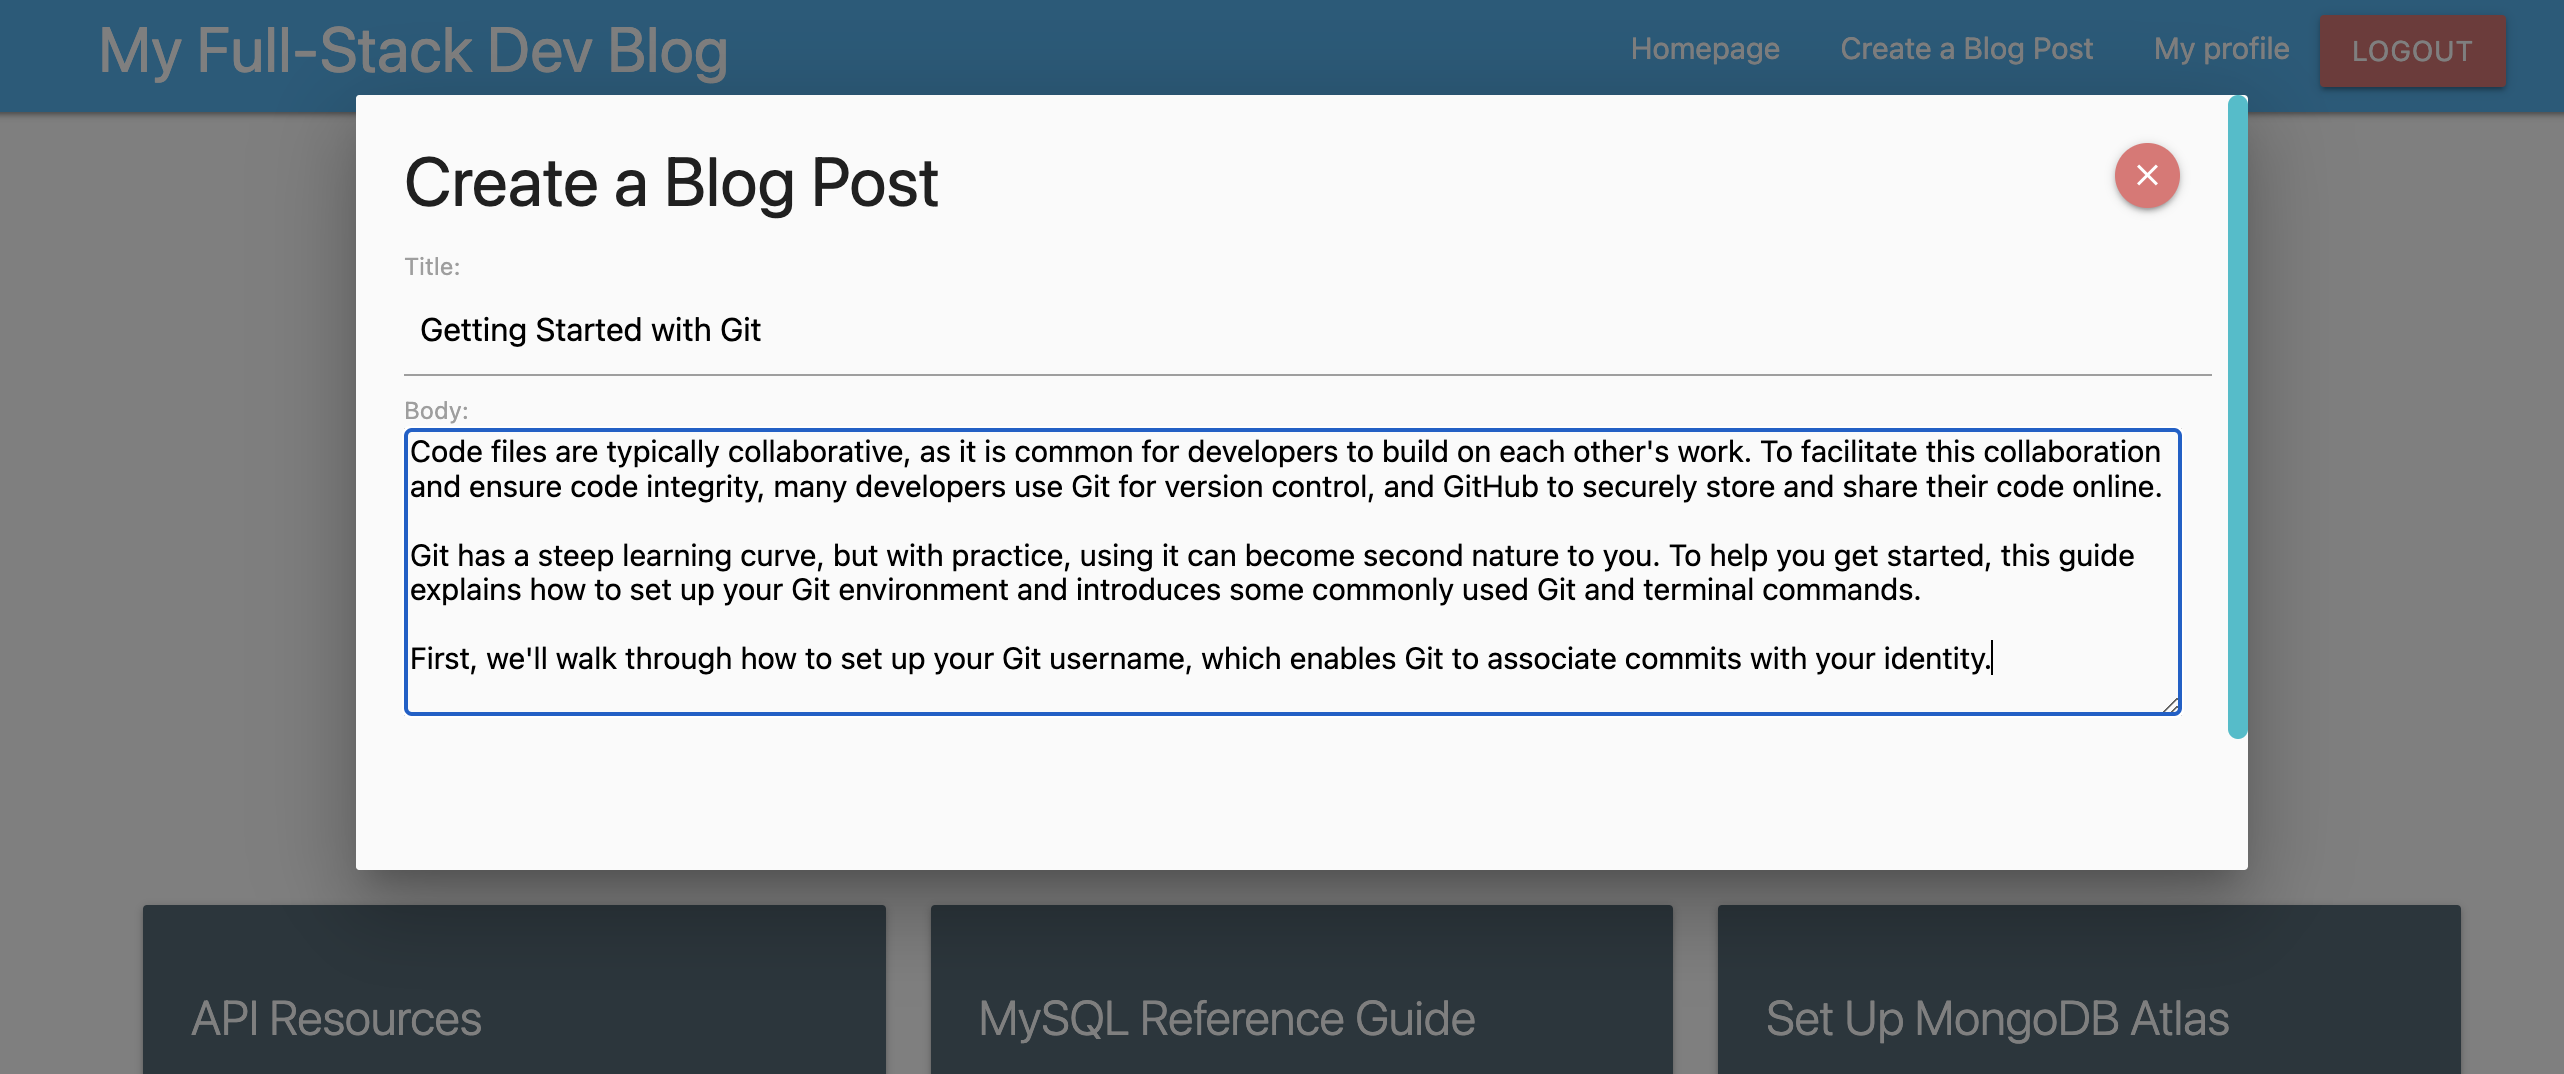 My Full-Stack Dev Blog
Homepage
Create a Blog Post
My profile
LOGOUT
Create a Blog Post
Title:
Getting Started with Git
Body:
Code files are typically collaborative, as it is common for developers to build on each other's work. To facilitate this collaboration
and ensure code integrity, many developers use Git for version control, and GitHub to securely store and share their code online.
Git has a steep learning curve, but with practice, using it can become second nature to you. To help you get started, this guide
explains how to set up your Git environment and introduces some commonly used Git and terminal commands.
First, we'll walk through how to set up your Git username, which enables Git to associate commits with your identity.
API Resources
MySQL Reference Guide
Set Up MongoDB Atlas